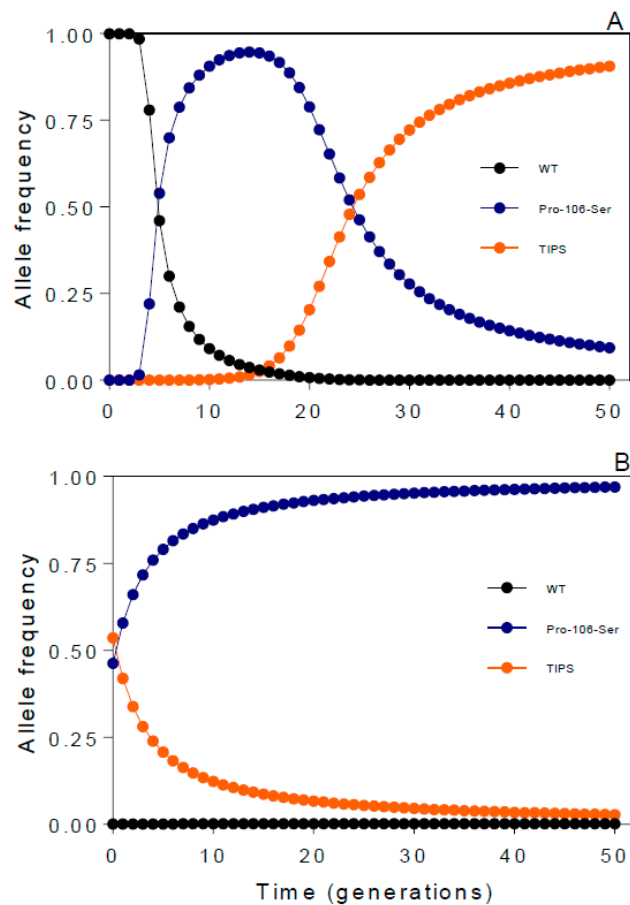 A
1.00
0.75
0.50
0.25
0.00
Allele frequency
WT
Pro-106-Ser
TIPS
0 10 20 30 40 50
B
1.00
0.75
0.50
0.25
0.00
Allele frequency
WT
Pro-106-Ser
TIPS
0 10 20 30 40 50
Time (generations)